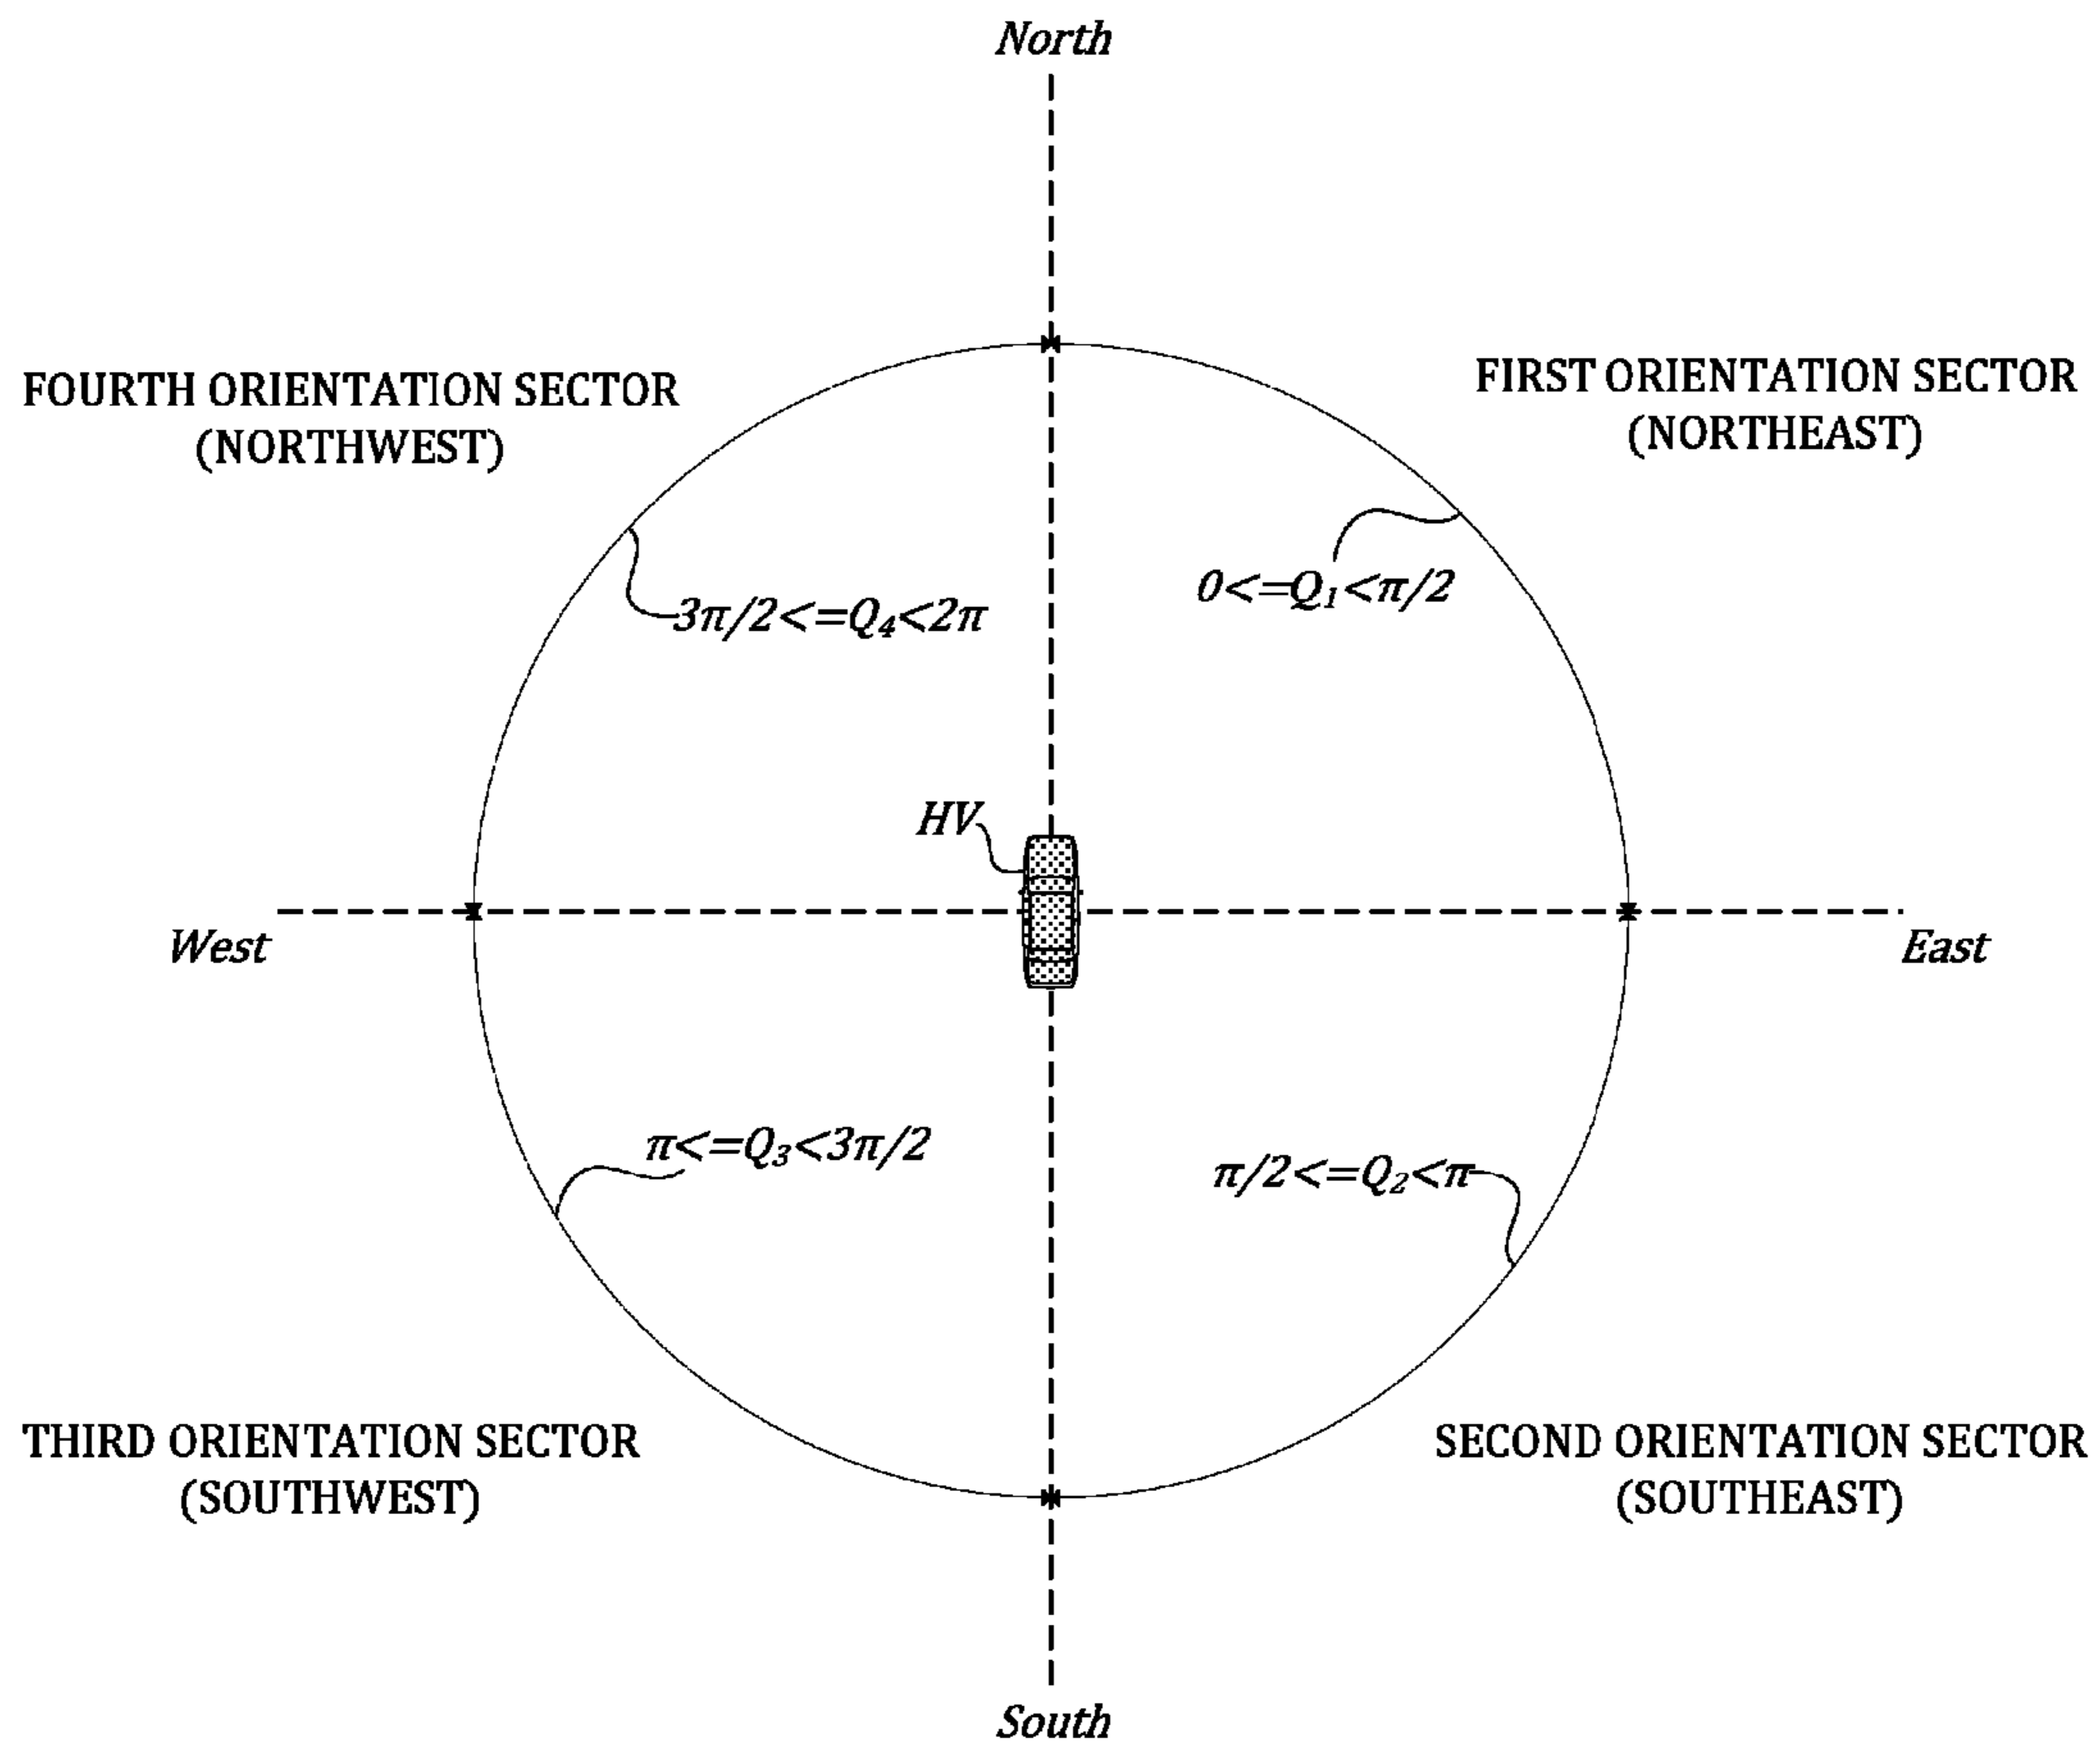 North
FOURTH ORIENTATION SECTOR
(NORTHWEST)
FIRST ORIENTATION SECTOR
(NORTHEAST)
3π/2<=Q₄<2π
0<=Q₁<π/2
HV
West
East
π<=Q₃<3π/2
π/2<=Q₂<π
THIRD ORIENTATION SECTOR
(SOUTHWEST)
SECOND ORIENTATION SECTOR
(SOUTHEAST)
South